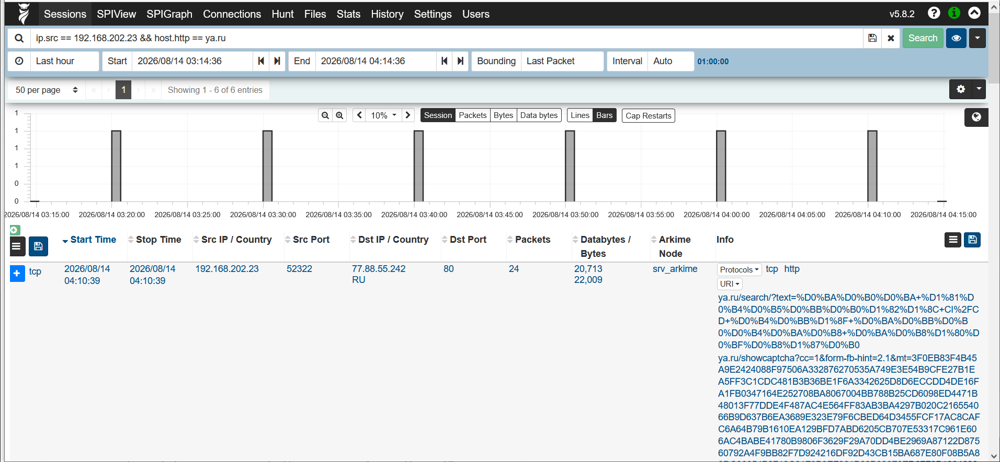 Sessions SPIView SPIGraph Connections Hunt Files Stats History Settings Users v5.8.2
ip.src == 192.168.202.23 && host.http == ya.ru Search
Last hour Start 2026/08/14 03:14:36 End 2026/08/14 04:14:36 Bounding Last Packet Interval Auto 01:00:00
50 per page « ‹ 1 › » Showing 1 - 6 of 6 entries
10% Session Packets Bytes Data bytes Lines Bars Cap Restarts
1
1
1
1
0
0
2026/08/14 03:15:00 2026/08/14 03:20:00 2026/08/14 03:25:00 2026/08/14 03:30:00 2026/08/14 03:35:00 2026/08/14 03:40:00 2026/08/14 03:45:00 2026/08/14 03:50:00 2026/08/14 03:55:00 2026/08/14 04:00:00 2026/08/14 04:05:00 2026/08/14 04:10:00 2026/08/14 04:15:00
Start Time Stop Time Src IP / Country Src Port Dst IP / Country Dst Port Packets Databytes / Arkime Info
Bytes Node
tcp 2026/08/14 2026/08/14 192.168.202.23 52322 77.88.55.242 80 24 20,713 srv_arkime Protocols tcp http
04:10:39 04:10:39 RU 22,009
URI
ya.ru/search/?text=%D0%BA%D0%B0%D0%BA+%D1%81%D
0%B4%D0%B5%D0%BB%D0%B0%D1%82%D1%8C+CI%2FC
D+%D0%B4%D0%BB%D1%8F+%D0%BA%D0%BB%D0%B
0%D0%B4%D0%BA%D0%B8+%D0%BA%D0%B8%D1%80%D
0%BF%D0%B8%D1%87%D0%B0
ya.ru/showcaptcha?cc=1&form-fb-hint=2.1&mt=3F0EB83F4B45
A9E2424088F97506A332876270535A749E3E54B9CFE27B1E
A5FF3C1CDC481B3B36BE1F6A3342625D8D6ECCDD4DE16F
A1FB0347164E252708BA8067004BB788B25CD6098ED4471B
48013F77DDE4F487AC4E564FF83AB3BA4297B020C2165540
66B9D637B6EA3689E323E79F6CBED64D3455FCF17AC8CAF
C6A64B79B1610EA129BFD7ABD6205CB707E53317C961E60
6AC4BABE41780B9806F3629F29A70DD4BE2969A87122D875
60792A4F9BB82F7D924216DF92D43CB15BA687E80F08B5A8